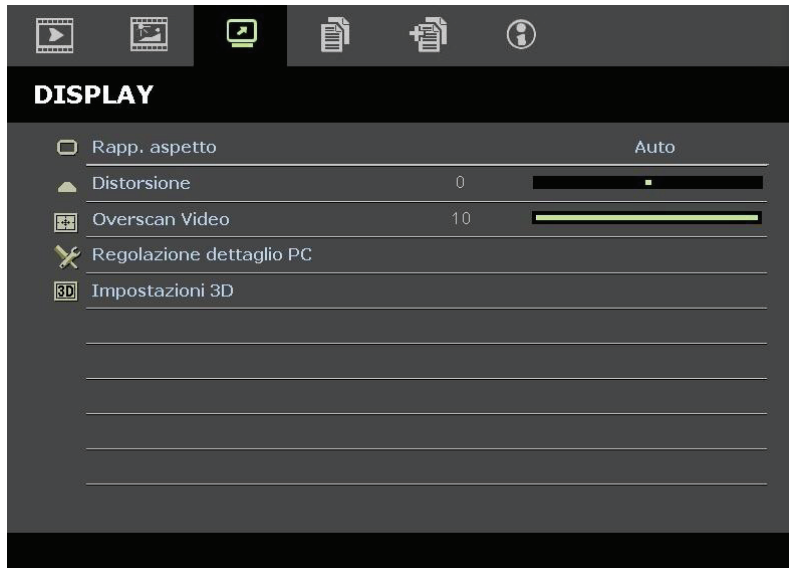 DISPLAY
Rapp. aspetto Auto
Distorsione 0
Overscan Video 10
Regolazione dettaglio PC
3D Impostazioni 3D